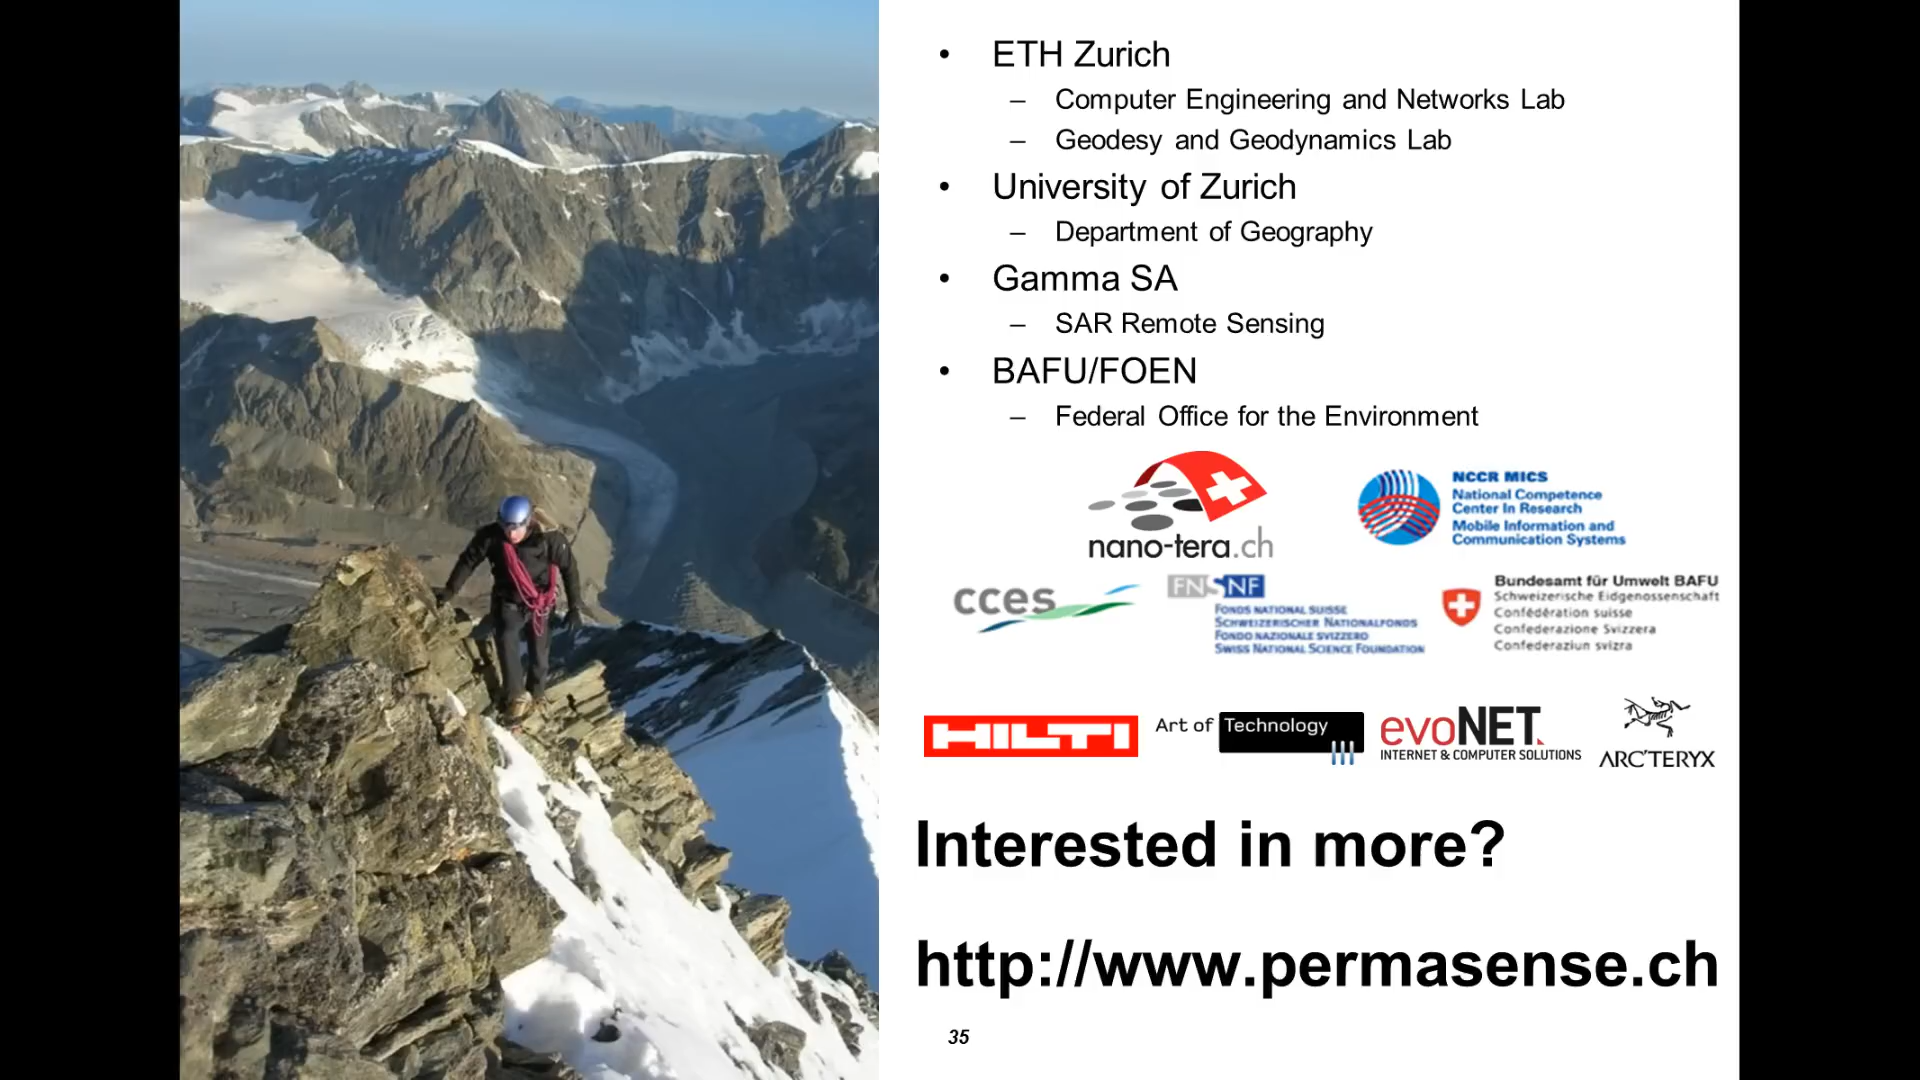 • ETH Zurich
– Computer Engineering and Networks Lab
– Geodesy and Geodynamics Lab
• University of Zurich
– Department of Geography
• Gamma SA
– SAR Remote Sensing
• BAFU/FOEN
– Federal Office for the Environment
nano-tera.ch
NCCR MICS
National Competence
Center In Research
Mobile Information and
Communication Systems
cces
FNSNF
FONDS NATIONAL SUISSE
SCHWEIZERISCHER NATIONALFONDS
FONDO NAZIONALE SVIZZERO
SWISS NATIONAL SCIENCE FOUNDATION
Bundesamt für Umwelt BAFU
Schweizerische Eidgenossenschaft
Confédération suisse
Confederazione Svizzera
Confederaziun svizra
HILTI
Art of Technology
evoNET.
INTERNET & COMPUTER SOLUTIONS
ARC'TERYX
Interested in more?
http://www.permasense.ch
35